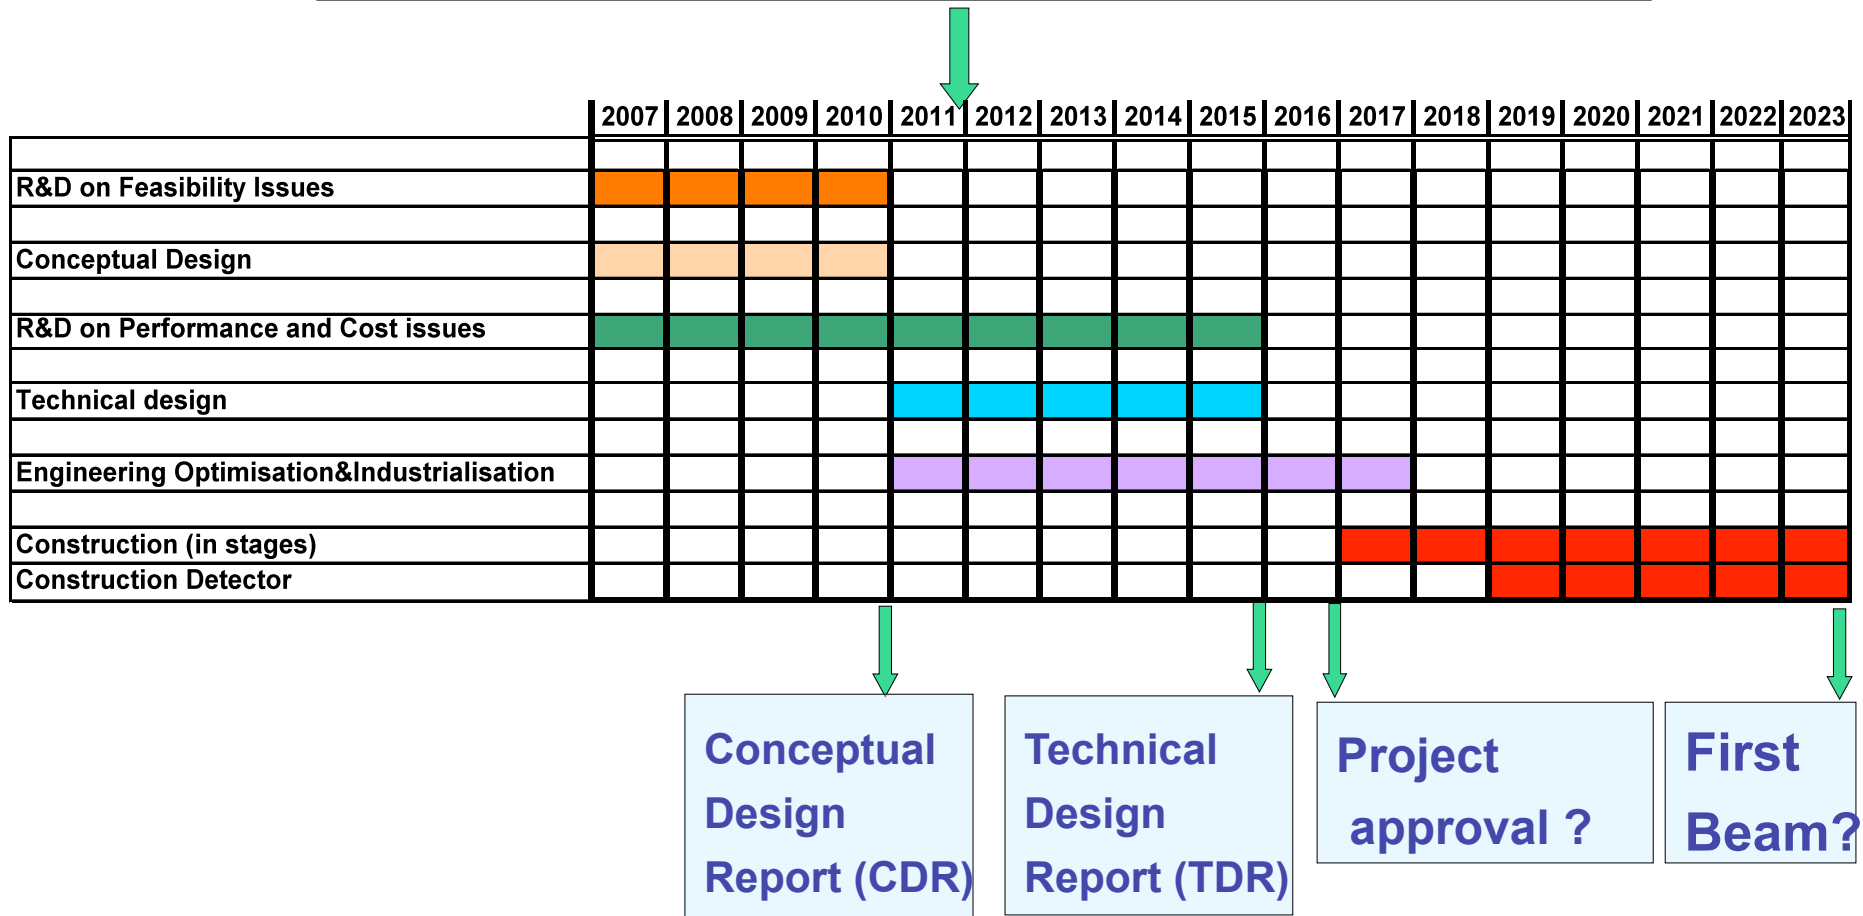 2007 2008 2009 2010 2011 2012 2013 2014 2015 2016 2017 2018 2019 2020 2021 2022 2023
R&D on Feasibility Issues
Conceptual Design
R&D on Performance and Cost issues
Technical design
Engineering Optimisation&Industrialisation
Construction (in stages)
Construction Detector
Conceptual
Design
Report (CDR)
Technical
Design
Report (TDR)
Project
approval ?
First
Beam?